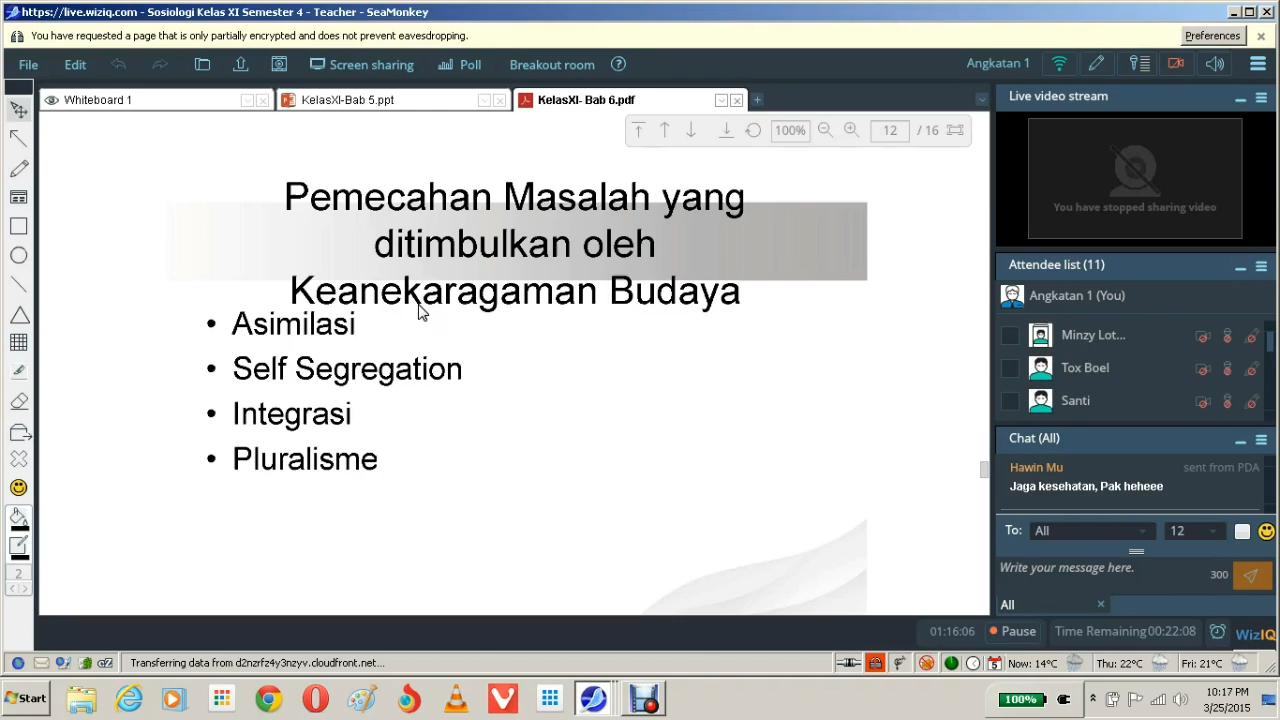 https://live.wiziq.com - Sosiologi Kelas XI Semester 4 - Teacher - SeaMonkey
You have requested a page that is only partially encrypted and does not prevent eavesdropping.
Preferences
File Edit Screen sharing Poll Breakout room Angkatan 1
Whiteboard 1 KelasXI-Bab 5.ppt KelasXI- Bab 6.pdf
100% 12 / 16
Pemecahan Masalah yang
ditimbulkan oleh
Keanekaragaman Budaya
• Asimilasi
• Self Segregation
• Integrasi
• Pluralisme
2
Live video stream
You have stopped sharing video
Attendee list (11)
Angkatan 1 (You)
Minzy Lot...
Tox Boel
Santi
Chat (All)
Hawin Mu sent from PDA
Jaga kesehatan, Pak heheee
To: All 12
Write your message here. 300
All
01:16:06 Pause Time Remaining 00:22:08 WizIQ
Transferring data from d2nzrfz4y3nzyv.cloudfront.net...
5 Now: 14°C Thu: 22°C Fri: 21°C
Start
100%
10:17 PM
3/25/2015